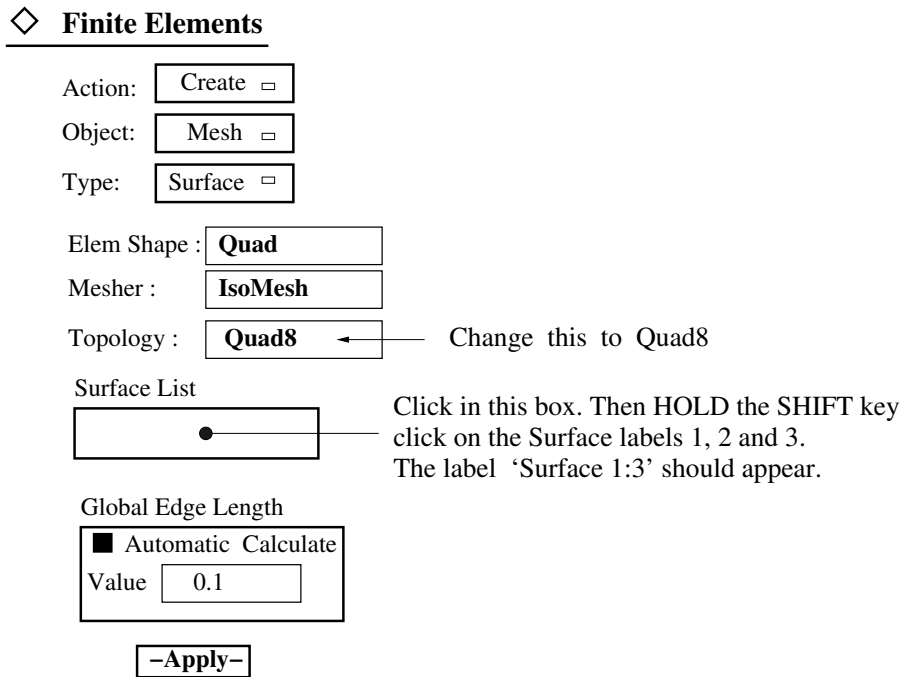 Finite Elements
Action: Create
Object: Mesh
Type: Surface
Elem Shape : Quad
Mesher : IsoMesh
Topology : Quad8
Change this to Quad8
Surface List
Click in this box. Then HOLD the SHIFT key
click on the Surface labels 1, 2 and 3.
The label ‘Surface 1:3’ should appear.
Global Edge Length
Automatic Calculate
Value 0.1
−Apply−